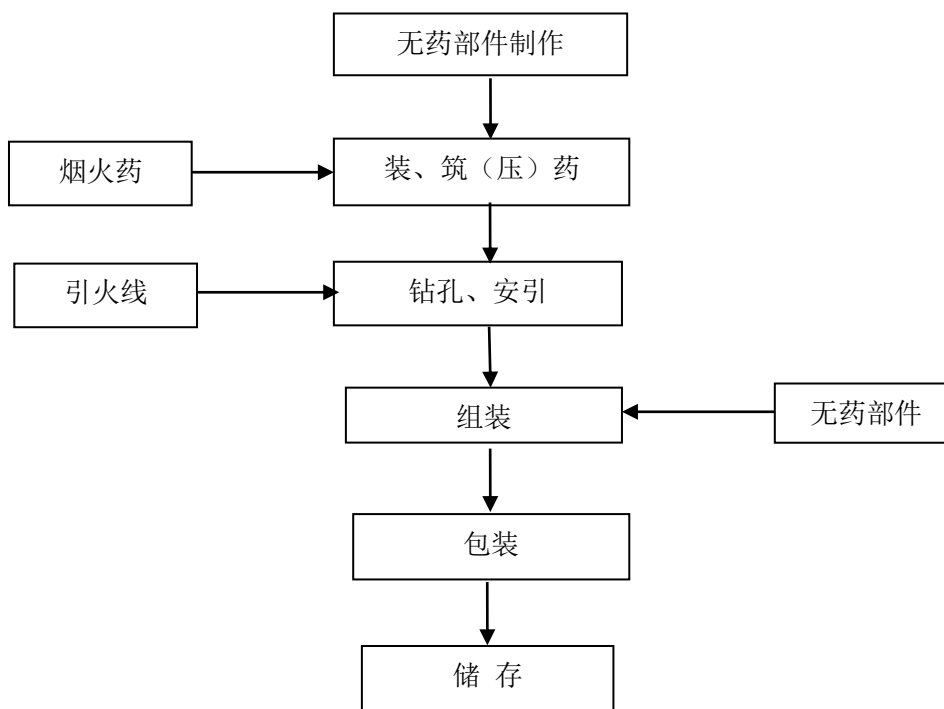 无药部件制作
烟火药
装、筑（压）药
引火线
钻孔、安引
组装
无药部件
包装
储 存